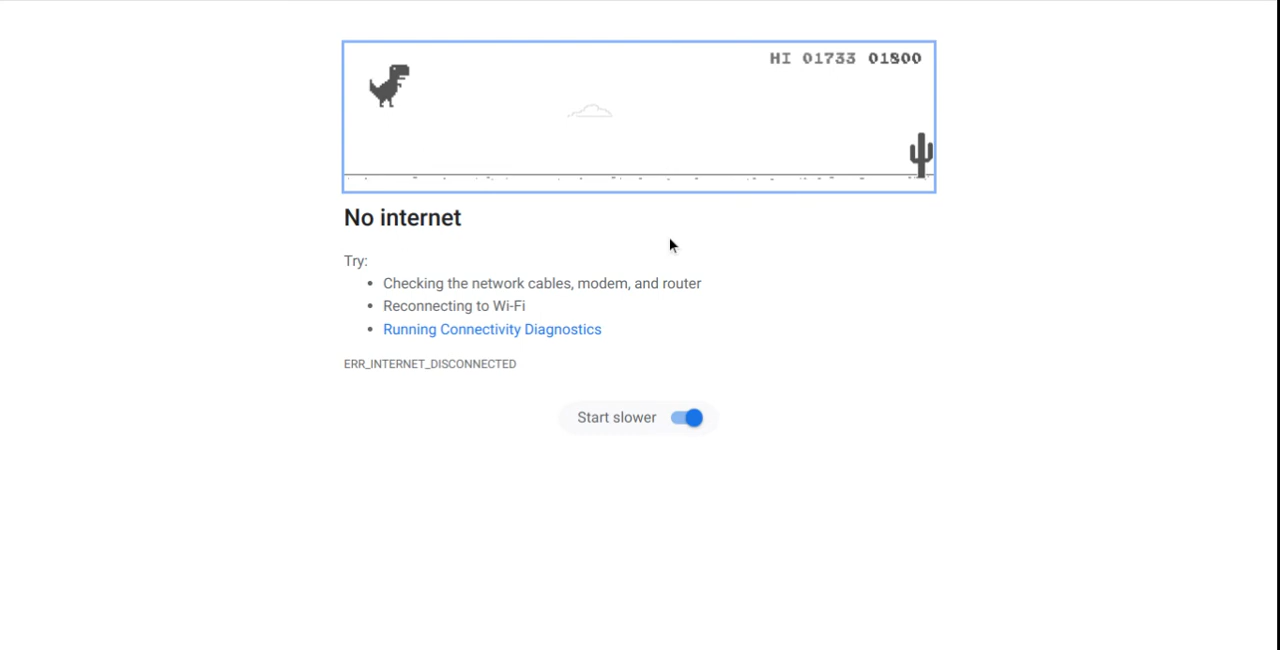 HI 01733 01800
No internet
Try:
• Checking the network cables, modem, and router
• Reconnecting to Wi-Fi
• Running Connectivity Diagnostics
ERR_INTERNET_DISCONNECTED
Start slower